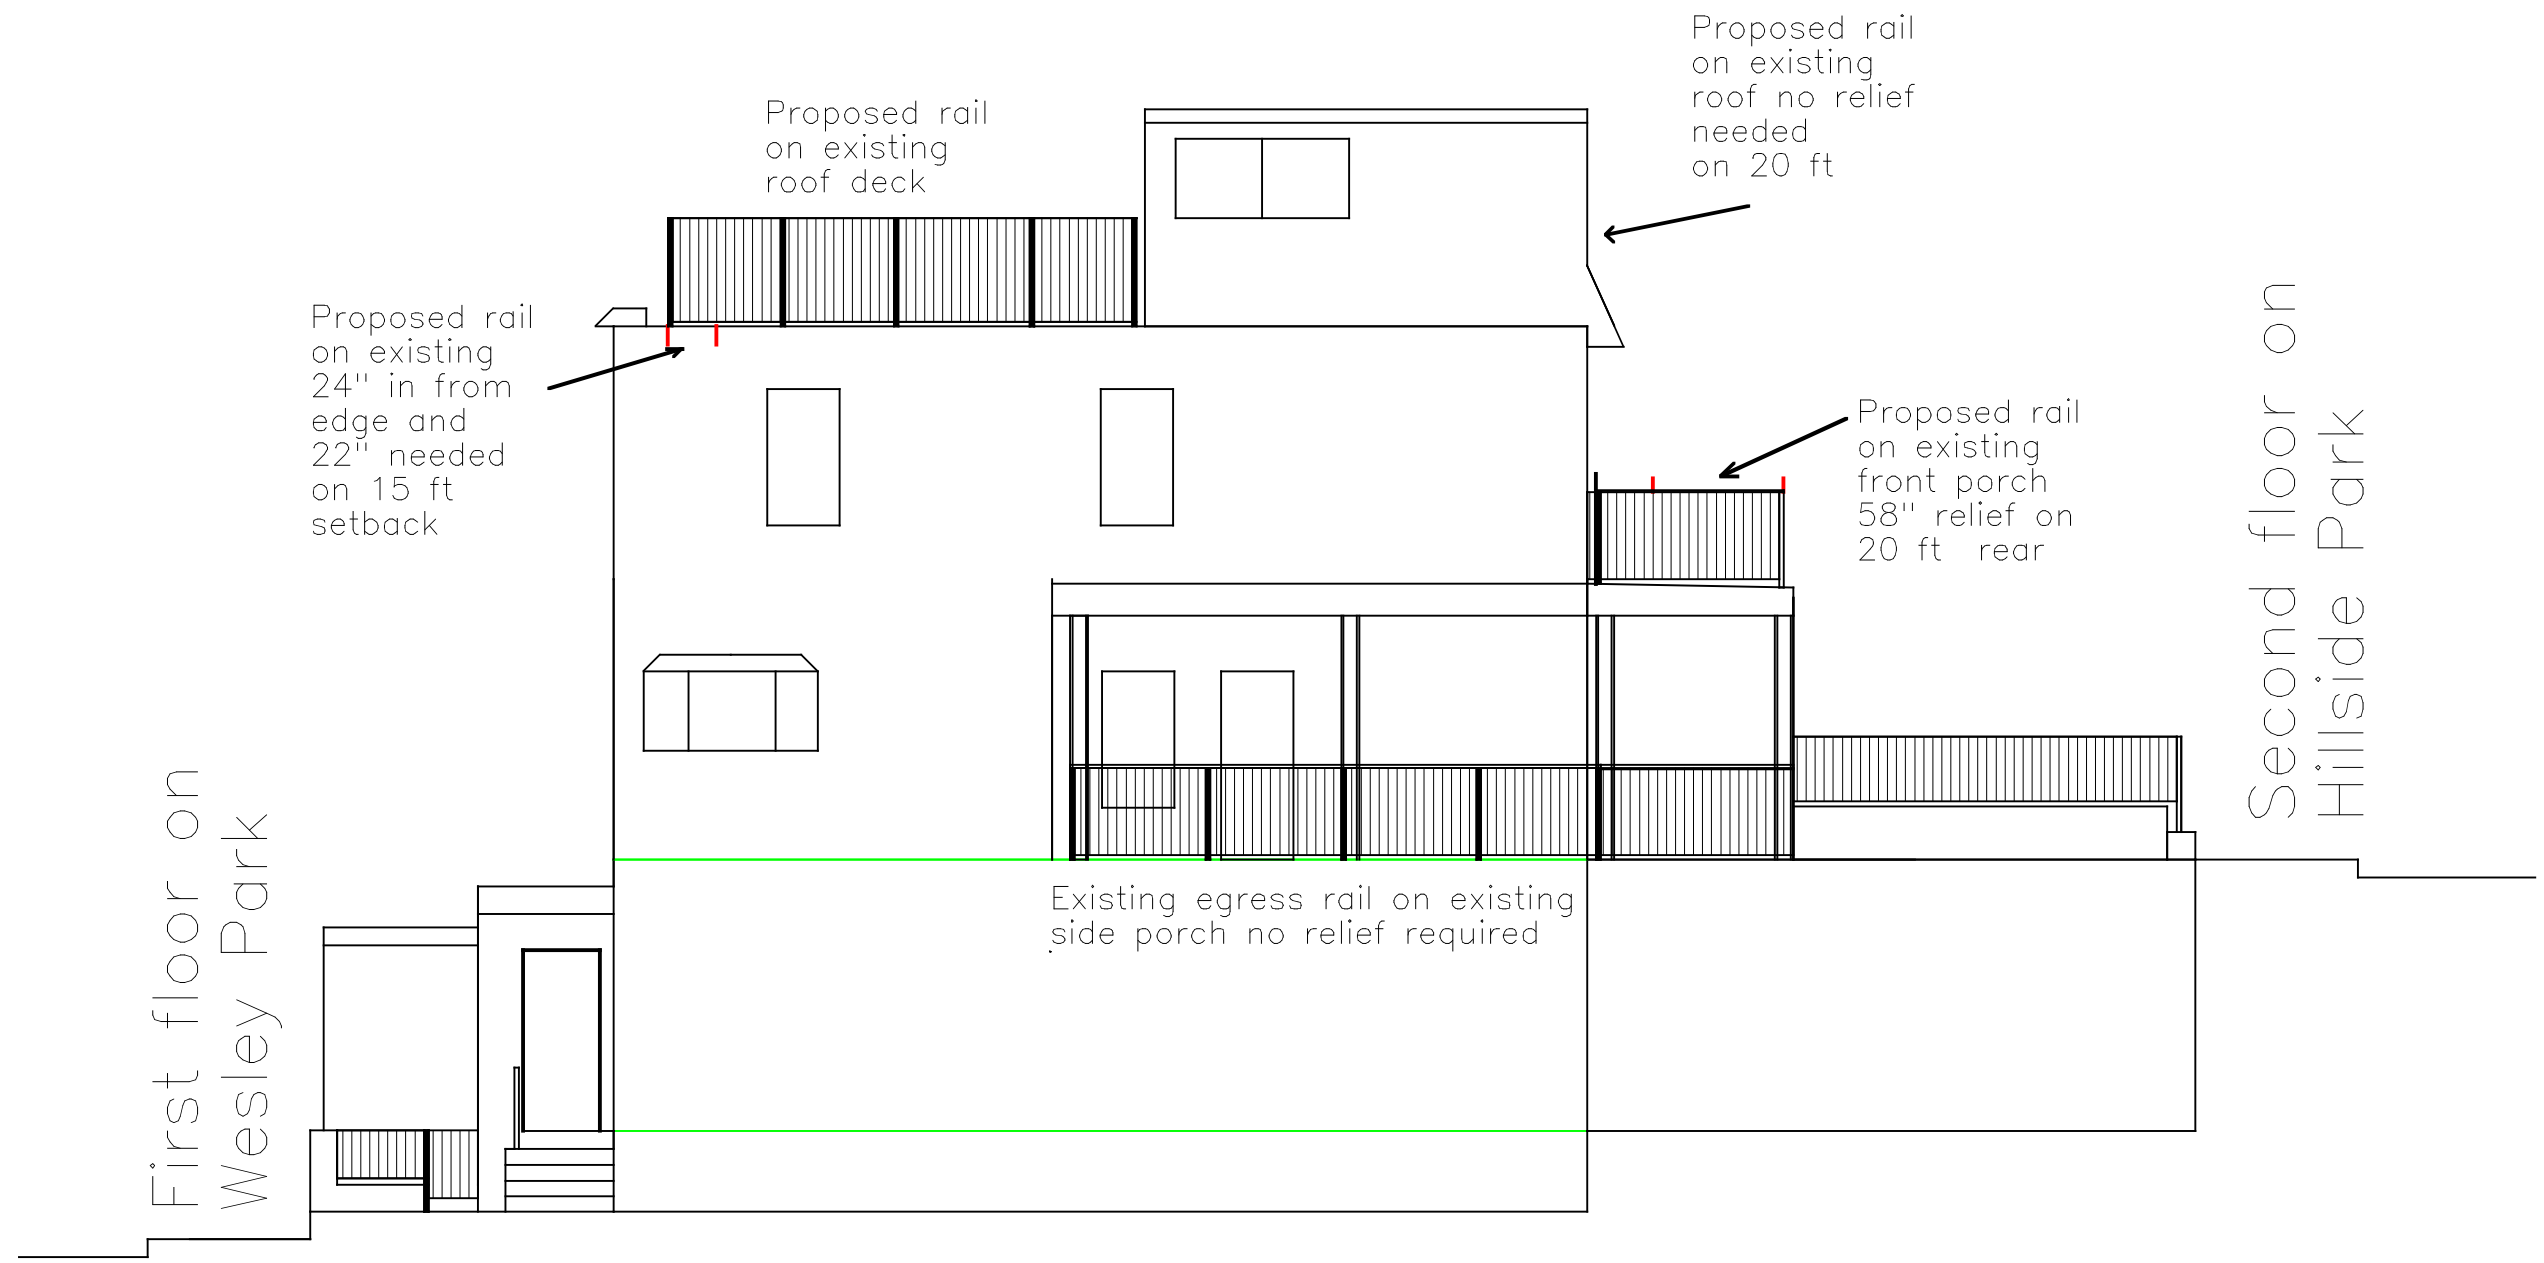 Proposed rail
on existing
roof no relief
needed
on 20 ft
Proposed rail
on existing
roof deck
Proposed rail
on existing
24" in from
edge and
22" needed
on 15 ft
setback
Proposed rail
on existing
front porch
58" relief on
20 ft  rear
Second floor on
Hillside Park
First floor on
Wesley Park
Existing egress rail on existing
side porch no relief required